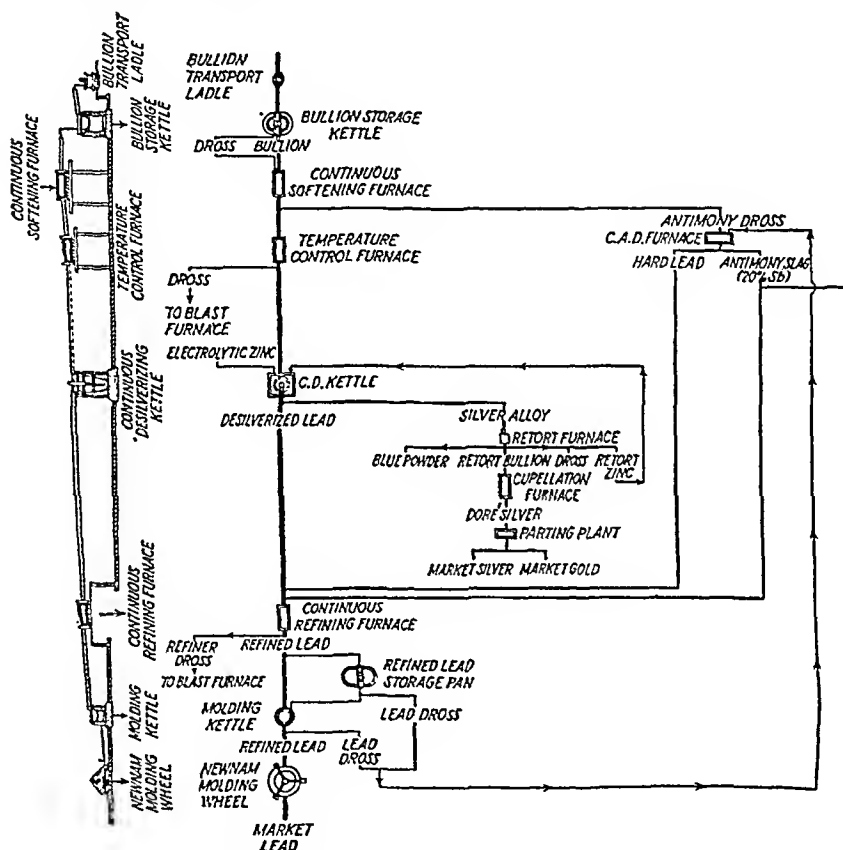 BULLION
TRANSPORT
LADLE
BULLION
STORAGE
KETTLE
CONTINUOUS
SOFTENING FURNACE
TEMPERATURE
CONTROL FURNACE
CONTINUOUS
DESILVERIZING
KETTLE
CONTINUOUS
REFINING FURNACE
MOLDING
KETTLE
NEWNAM
MOLDING
WHEEL
BULLION
TRANSPORT
LADLE
BULLION STORAGE
KETTLE
DROSS BULLION
CONTINUOUS
SOFTENING FURNACE
ANTIMONY DROSS
C.A.D. FURNACE
HARD LEAD ANTIMONY SLAG
(20% Sb)
TEMPERATURE
CONTROL FURNACE
DROSS
TO BLAST
FURNACE
ELECTROLYTIC ZINC
C.D. KETTLE
DESILVERIZED LEAD
SILVER ALLOY
RETORT FURNACE
BLUE POWDER RETORT BULLION DROSS RETORT
ZINC
CUPELLATION
FURNACE
DORÉ SILVER
PARTING PLANT
MARKET SILVER MARKET GOLD
CONTINUOUS
REFINING FURNACE
REFINER
DROSS
REFINED LEAD
TO BLAST FURNACE
REFINED LEAD
STORAGE PAN
MOLDING
KETTLE
LEAD DROSS
REFINED LEAD
LEAD
DROSS
NEWNAM
MOLDING
WHEEL
MARKET
LEAD